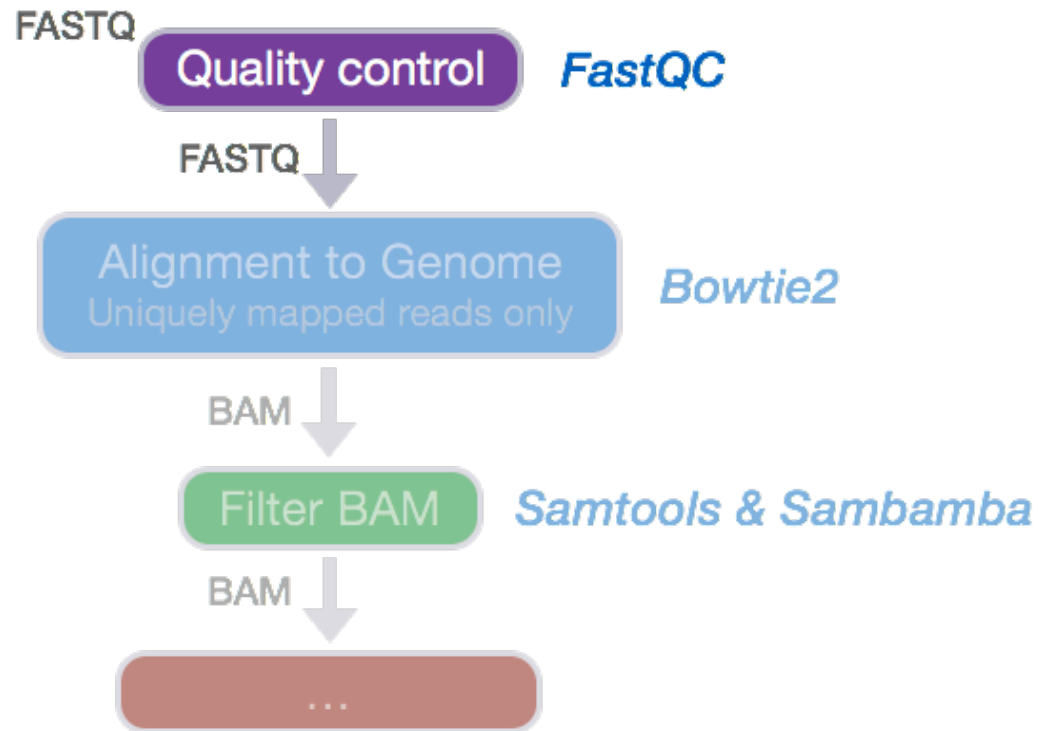 FASTQ
Quality control
FastQC
FASTQ
Alignment to Genome
Uniquely mapped reads only
Bowtie2
BAM
Filter BAM
Samtools & Sambamba
BAM
...